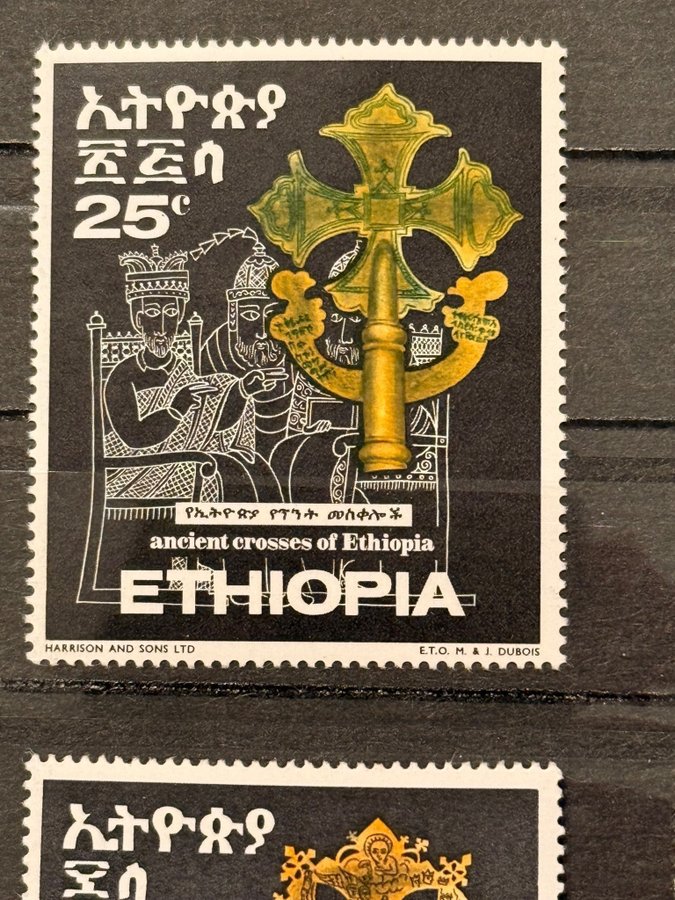 ኢትዮጵያ
፳፭ሳ
25c
የኢትዮጵያ የጥንት መስቀሎች
ancient crosses of Ethiopia
ETHIOPIA
HARRISON AND SONS LTD
E.T.O. M. & J. DUBOIS
ኢትዮጵያ